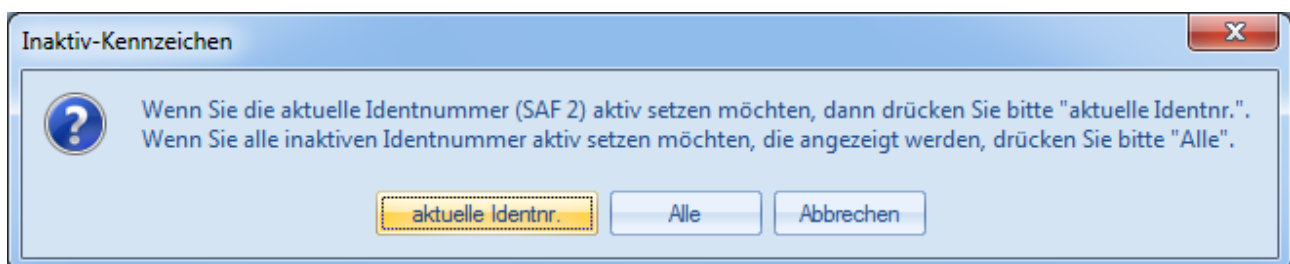 Inaktiv-Kennzeichen
Wenn Sie die aktuelle Identnummer (SAF 2) aktiv setzen möchten, dann drücken Sie bitte "aktuelle Identnr.".
Wenn Sie alle inaktiven Identnummer aktiv setzen möchten, die angezeigt werden, drücken Sie bitte "Alle".
aktuelle Identnr. Alle Abbrechen